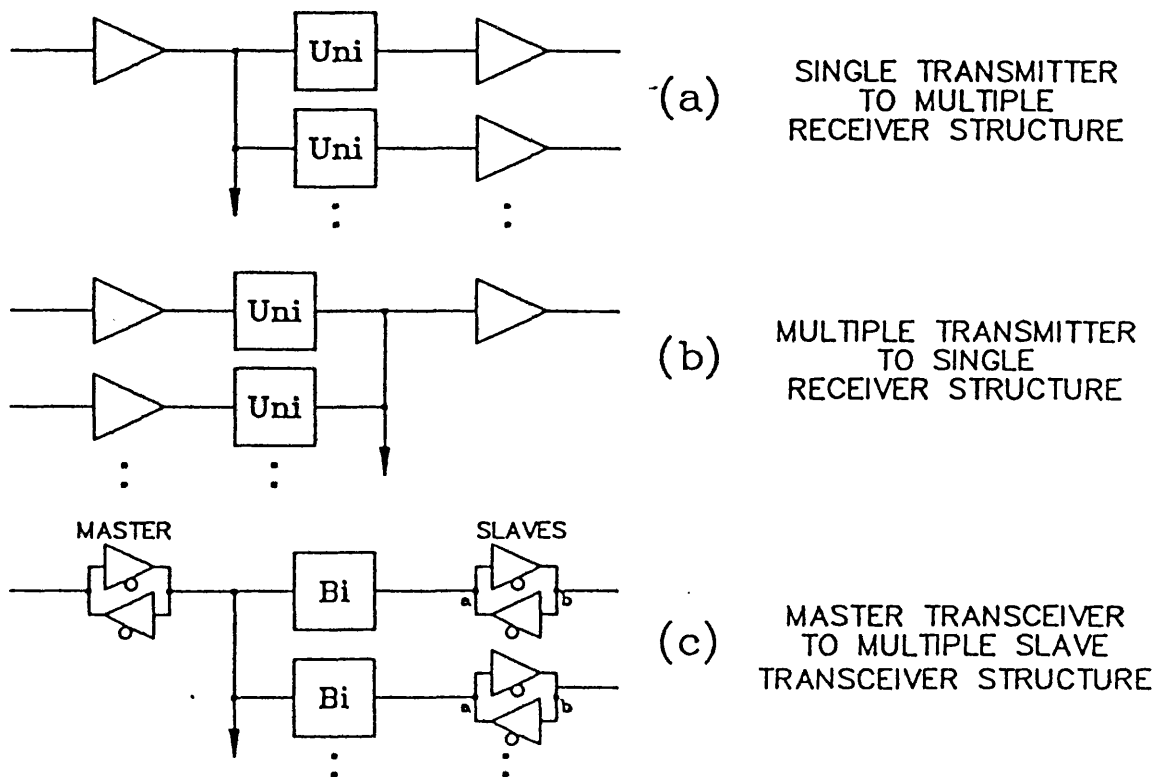 Uni
Uni
(a)
SINGLE TRANSMITTER
TO MULTIPLE
RECEIVER STRUCTURE
Uni
Uni
(b)
MULTIPLE TRANSMITTER
TO SINGLE
RECEIVER STRUCTURE
MASTER
SLAVES
Bi
a
b
Bi
a
b
(c)
MASTER TRANSCEIVER
TO MULTIPLE SLAVE
TRANSCEIVER STRUCTURE